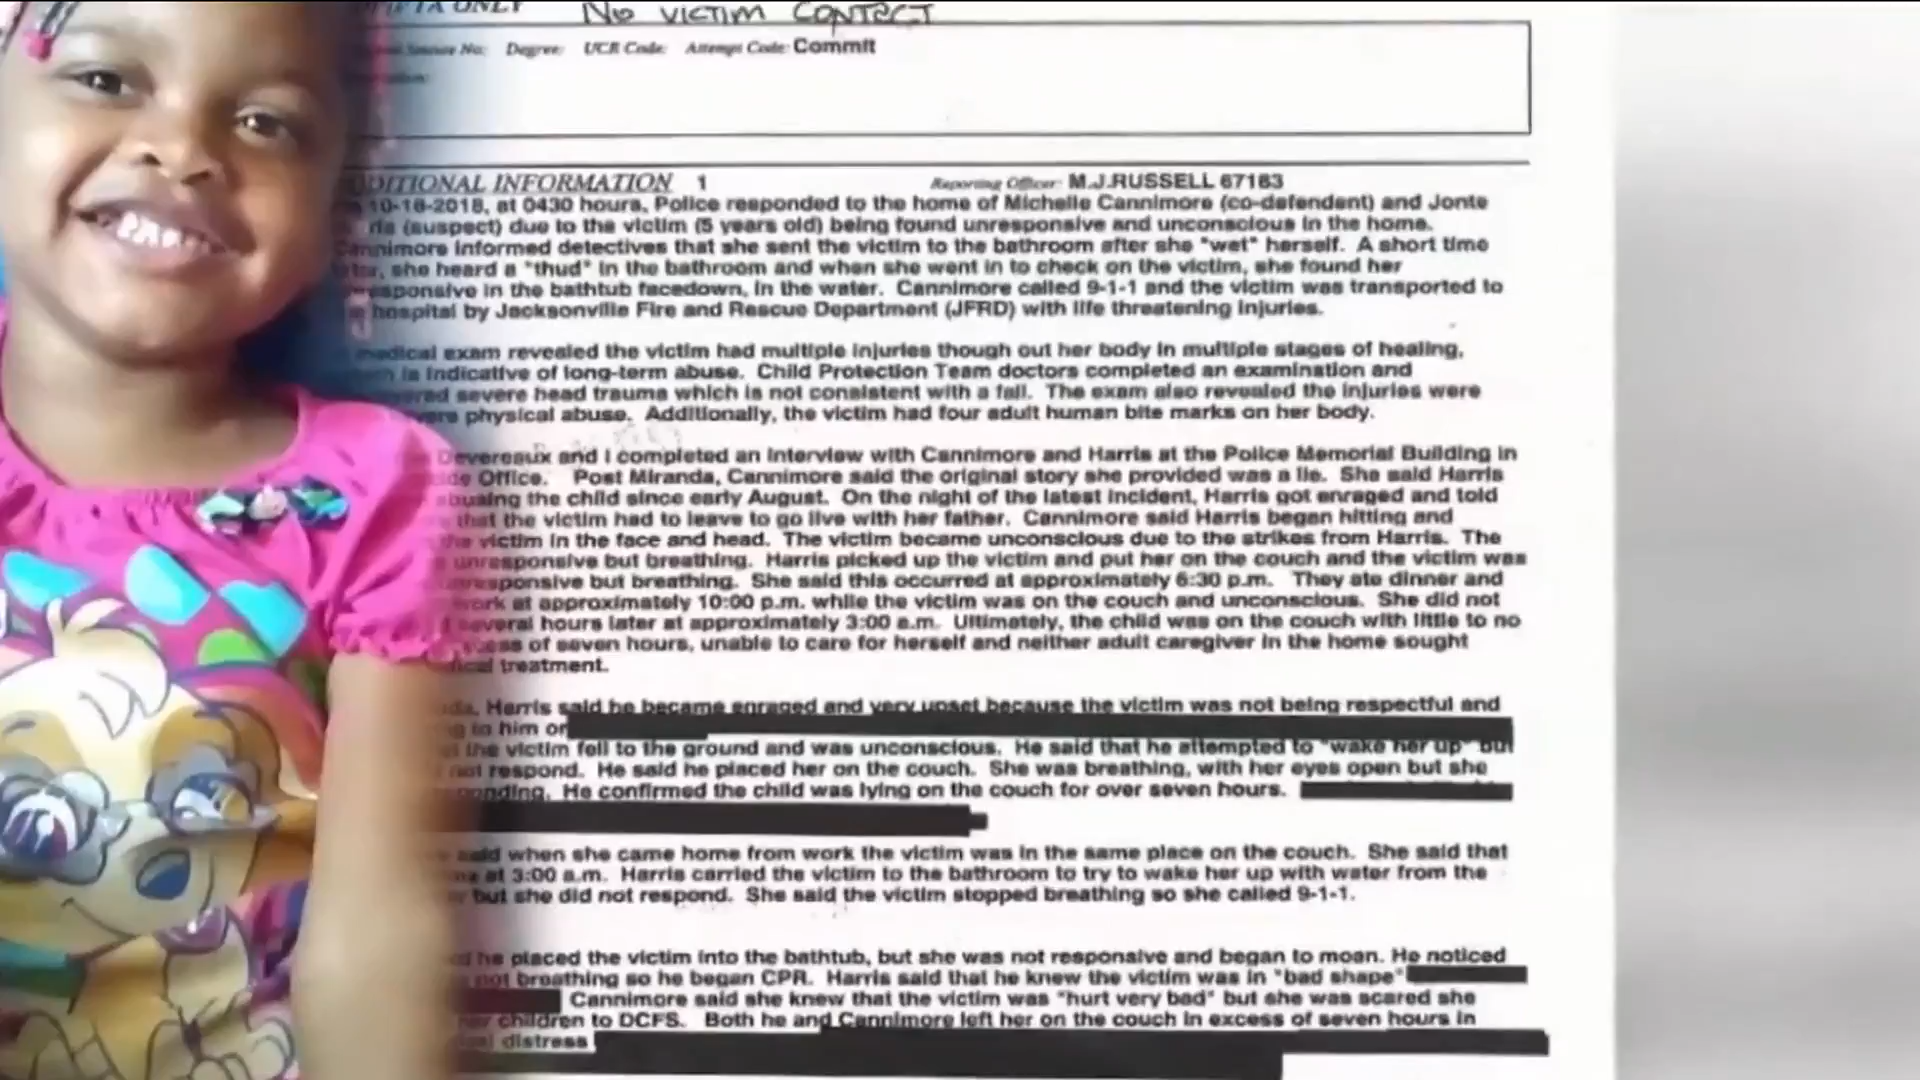 ONLY NO VICTIM CONTECT
No: Degree: UCR Code: Attempt Code: Commit
DITIONAL INFORMATION 1 Reporting Officer: M.J.RUSSELL 67163
10-16-2018, at 0430 hours, Police responded to the home of Michelle Cannimore (co-defendent) and Jonte
(suspect) due to the victim (5 years old) being found unresponsive and unconscious in the home.
Cannimore informed detectives that she sent the victim to the bathroom after she "wet" herself. A short time
she heard a "thud" in the bathroom and when she went in to check on the victim, she found her
responsive in the bathtub facedown, in the water. Cannimore called 9-1-1 and the victim was transported to
hospital by Jacksonville Fire and Rescue Department (JFRD) with life threatening injuries.
medical exam revealed the victim had multiple injuries though out her body in multiple stages of healing,
is indicative of long-term abuse. Child Protection Team doctors completed an examination and
severe head trauma which is not consistent with a fall. The exam also revealed the injuries were
physical abuse. Additionally, the victim had four adult human bite marks on her body.
Devereaux and I completed an interview with Cannimore and Harris at the Police Memorial Building in
Office. Post Miranda, Cannimore said the original story she provided was a lie. She said Harris
busing the child since early August. On the night of the latest incident, Harris got enraged and told
that the victim had to leave to go live with her father. Cannimore said Harris began hitting and
victim in the face and head. The victim became unconscious due to the strikes from Harris. The
unresponsive but breathing. Harris picked up the victim and put her on the couch and the victim was
responsive but breathing. She said this occurred at approximately 6:30 p.m. They ate dinner and
work at approximately 10:00 p.m. while the victim was on the couch and unconscious. She did not
several hours later at approximately 3:00 a.m. Ultimately, the child was on the couch with little to no
of seven hours, unable to care for herself and neither adult caregiver in the home sought
treatment.
Harris said he became enraged and very upset because the victim was not being respectful and
to him or
the victim fell to the ground and was unconscious. He said that he attempted to "wake her up" but
not respond. He said he placed her on the couch. She was breathing, with her eyes open but she
ponding. He confirmed the child was lying on the couch for over seven hours.
said when she came home from work the victim was in the same place on the couch. She said that
at 3:00 a.m. Harris carried the victim to the bathroom to try to wake her up with water from the
but she did not respond. She said the victim stopped breathing so she called 9-1-1.
he placed the victim into the bathtub, but she was not responsive and began to moan. He noticed
not breathing so he began CPR. Harris said that he knew the victim was in "bad shape"
Cannimore said she knew that the victim was "hurt very bad" but she was scared she
children to DCFS. Both he and Cannimore left her on the couch in excess of seven hours in
distress